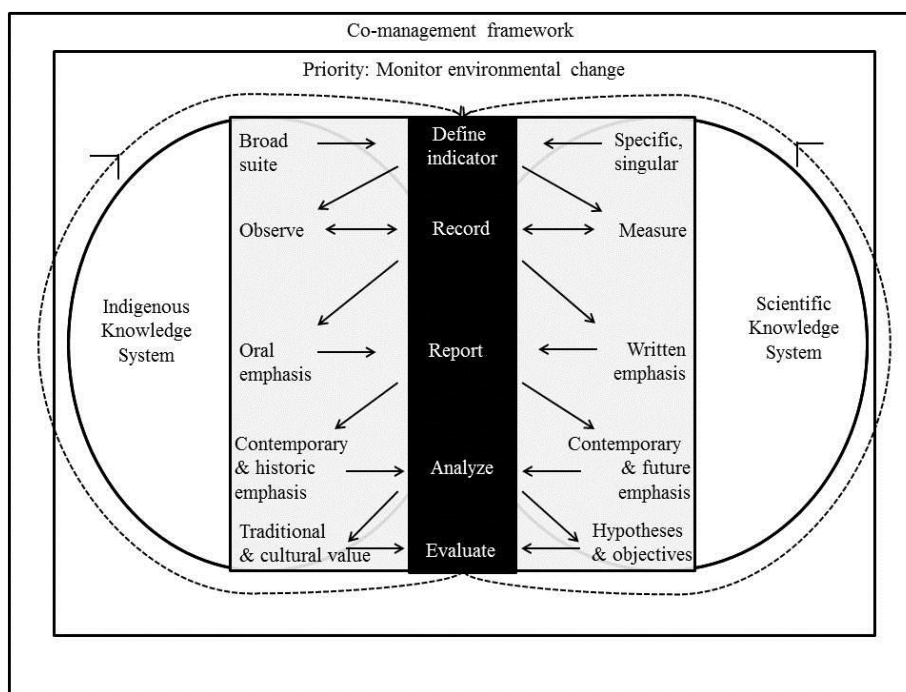 Co-management framework
Priority: Monitor environmental change
Broad
suite
Define
indicator
Specific,
singular
Observe
Record
Measure
Indigenous
Knowledge
System
Scientific
Knowledge
System
Oral
emphasis
Report
Written
emphasis
Contemporary
& historic
emphasis
Analyze
Contemporary
& future
emphasis
Traditional
& cultural value
Evaluate
Hypotheses
& objectives